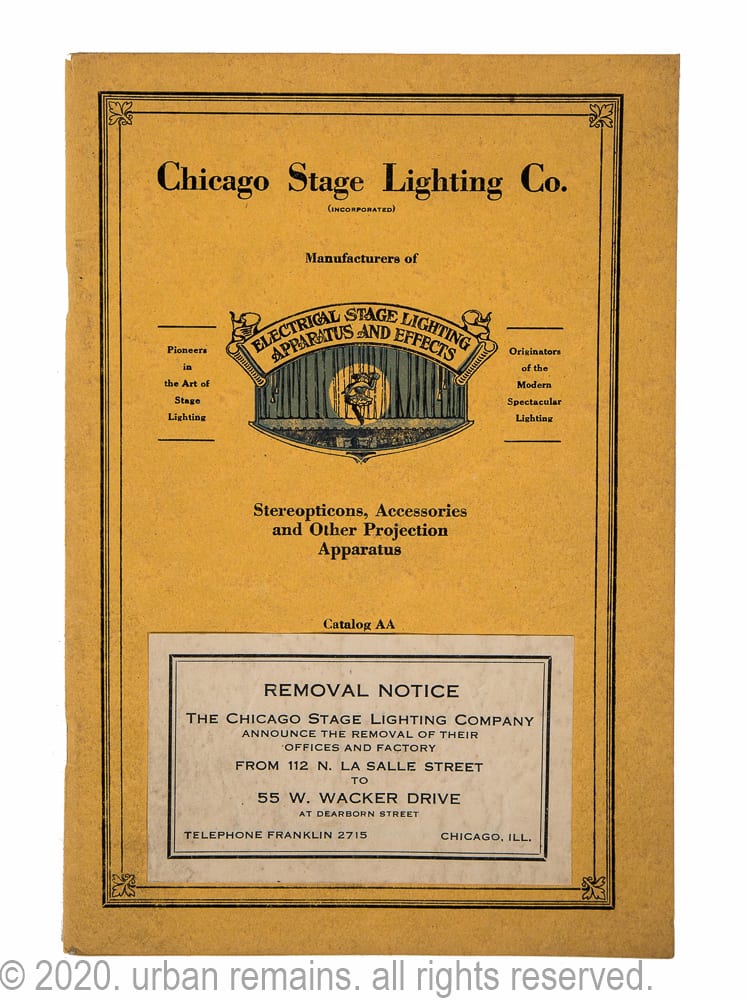 Chicago Stage Lighting Co.
(INCORPORATED)
Manufacturers of
ELECTRICAL STAGE LIGHTING
APPARATUS AND EFFECTS
Pioneers
in
the Art of
Stage
Lighting
Originators
of the
Modern
Spectacular
Lighting
Stereopticons, Accessories
and Other Projection
Apparatus
Catalog AA
REMOVAL NOTICE
THE CHICAGO STAGE LIGHTING COMPANY
ANNOUNCE THE REMOVAL OF THEIR
OFFICES AND FACTORY
FROM 112 N. LA SALLE STREET
TO
55 W. WACKER DRIVE
AT DEARBORN STREET
TELEPHONE FRANKLIN 2715 CHICAGO, ILL.
© 2020. urban remains. all rights reserved.